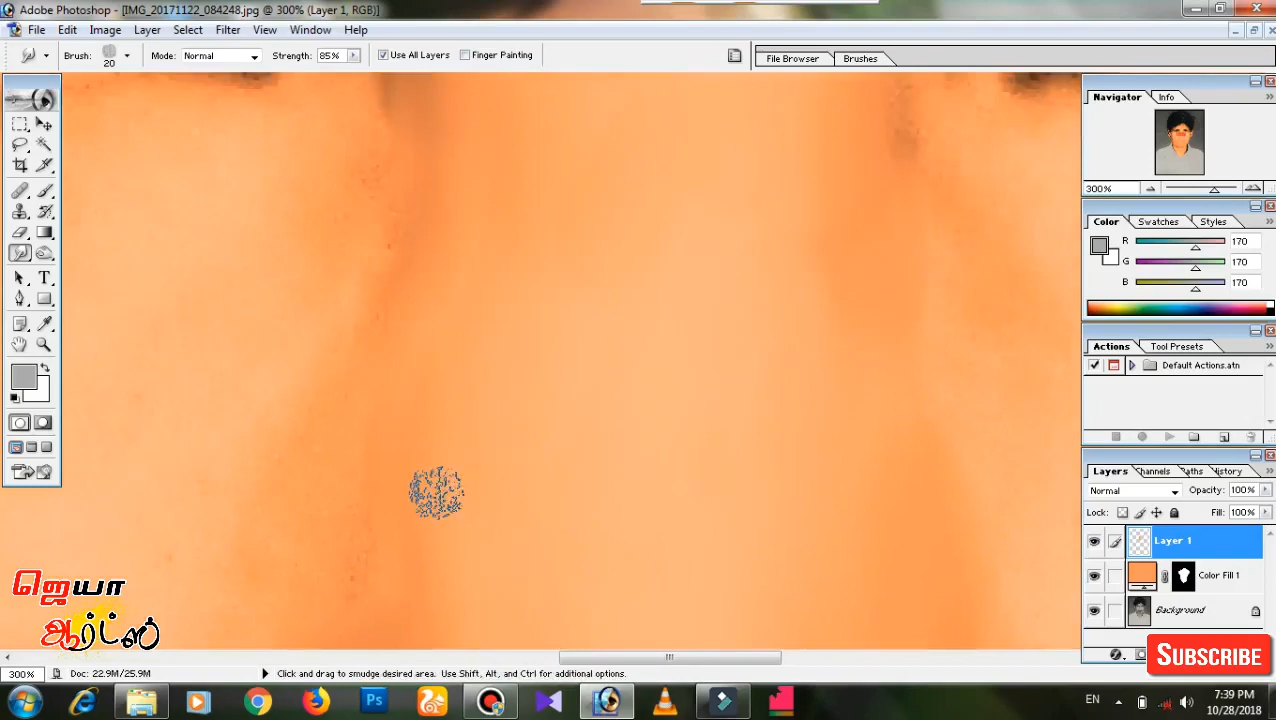 Adobe Photoshop - [IMG_20171122_084248.jpg @ 300% (Layer 1, RGB)]
File Edit Image Layer Select Filter View Window Help
Brush: 20 Mode: Normal Strength: 85% Use All Layers Finger Painting File Browser Brushes
Navigator Info
300%
Color Swatches Styles
R 170
G 170
B 170
Actions Tool Presets
Default Actions.atn
Layers Channels Paths History
Normal Opacity: 100%
Lock: Fill: 100%
Layer 1
Color Fill 1
Background
ஜெயா
ஆர்ட்ஸ்
SUBSCRIBE
300% Doc: 22.9M/25.9M Click and drag to smudge desired area. Use Shift, Alt, and Ctrl for additional options.
Ps EN 7:39 PM
10/28/2018